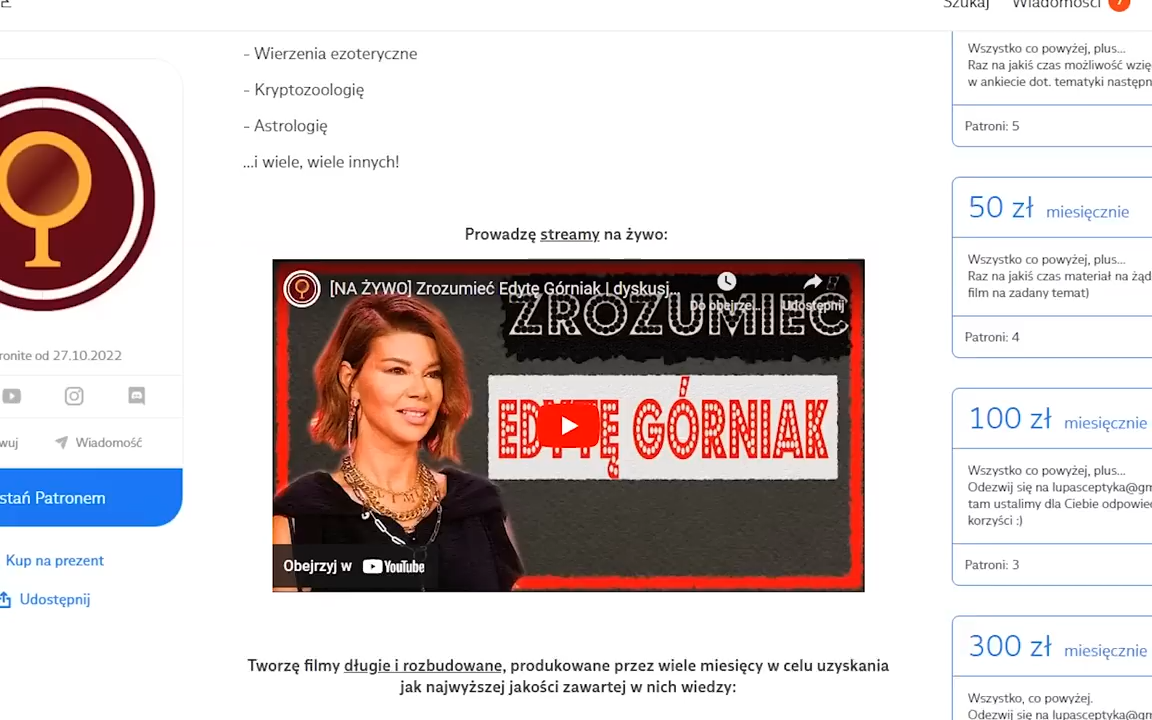 Szukaj Wiadomości 7
- Wierzenia ezoteryczne
- Kryptozoologię
- Astrologię
...i wiele, wiele innych!
Prowadzę streamy na żywo:
[NA ŻYWO] Zrozumieć Edytę Górniak | dyskusj...
Do obejrze...
Udostępnij
ZROZUMIEĆ
EDYTĘ GÓRNIAK
Obejrzyj w YouTube
Tworzę filmy długie i rozbudowane, produkowane przez wiele miesięcy w celu uzyskania
jak najwyższej jakości zawartej w nich wiedzy:
ronite od 27.10.2022
wuj
Wiadomość
stań Patronem
Kup na prezent
Udostępnij
Wszystko co powyżej, plus...
Raz na jakiś czas możliwość wzię
w ankiecie dot. tematyki następn
Patroni: 5
50 zł miesięcznie
Wszystko co powyżej, plus...
Raz na jakiś czas materiał na żąd
film na zadany temat)
Patroni: 4
100 zł miesięcznie
Wszystko co powyżej, plus...
Odezwij się na lupasceptyka@gm
tam ustalimy dla Ciebie odpowied
korzyści :)
Patroni: 3
300 zł miesięcznie
Wszystko, co powyżej.
Odezwij się na lupasceptyka@gm